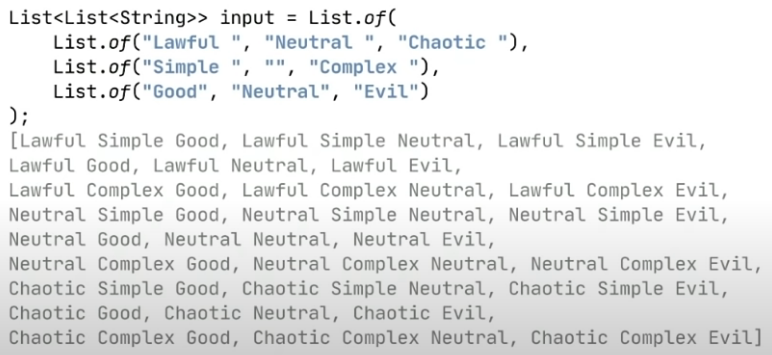 List<List<String>> input = List.of(
    List.of("Lawful ", "Neutral ", "Chaotic "),
    List.of("Simple ", "", "Complex "),
    List.of("Good", "Neutral", "Evil")
);
[Lawful Simple Good, Lawful Simple Neutral, Lawful Simple Evil,
Lawful Good, Lawful Neutral, Lawful Evil,
Lawful Complex Good, Lawful Complex Neutral, Lawful Complex Evil,
Neutral Simple Good, Neutral Simple Neutral, Neutral Simple Evil,
Neutral Good, Neutral Neutral, Neutral Evil,
Neutral Complex Good, Neutral Complex Neutral, Neutral Complex Evil,
Chaotic Simple Good, Chaotic Simple Neutral, Chaotic Simple Evil,
Chaotic Good, Chaotic Neutral, Chaotic Evil,
Chaotic Complex Good, Chaotic Complex Neutral, Chaotic Complex Evil]